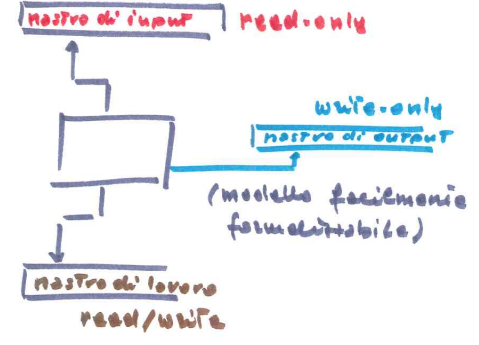 nastro di input
read-only
write-only
nastro di output
(modello facilmente
formalizzabile)
nastro di lavoro
read/write